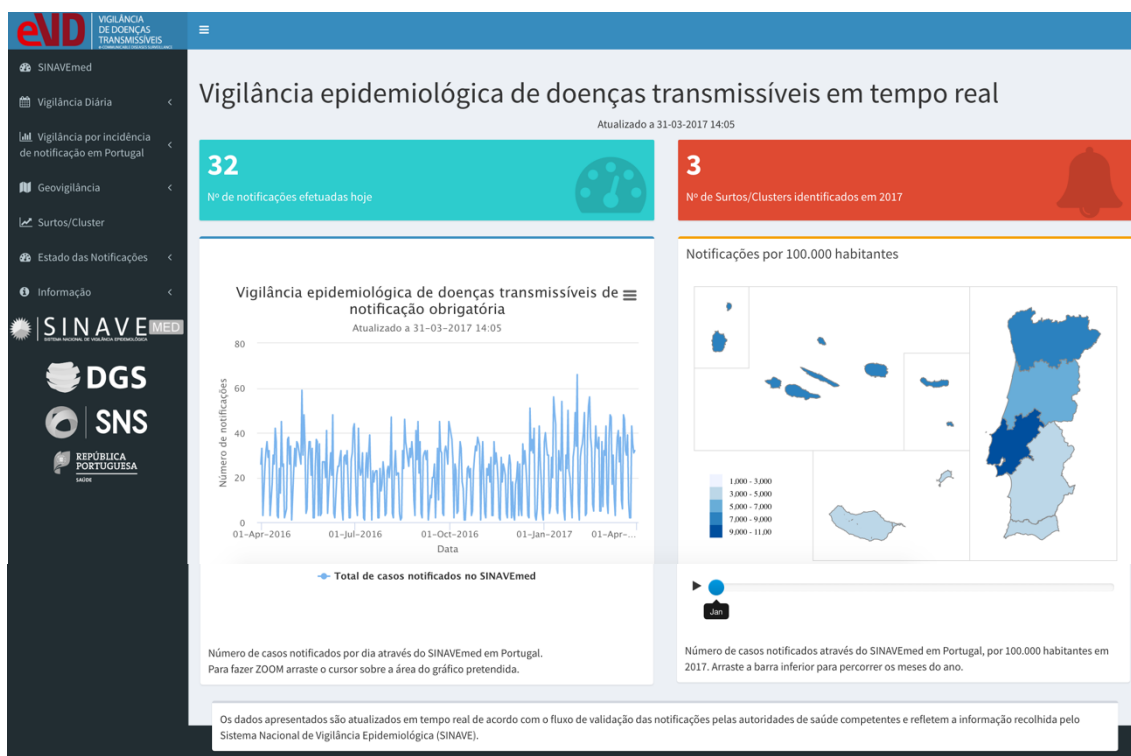 eVD
VIGILÂNCIA
DE DOENÇAS
TRANSMISSÍVEIS
SINAVEmed
Vigilância Diária
Vigilância por incidência
de notificação em Portugal
Geovigilância
Surtos/Cluster
Estado das Notificações
Informação
SINAVE MED
SISTEMA NACIONAL DE VIGILÂNCIA EPIDEMIOLÓGICA
DGS
SNS
REPÚBLICA
PORTUGUESA
SAÚDE
Vigilância epidemiológica de doenças transmissíveis em tempo real
Atualizado a 31-03-2017 14:05
32
Nº de notificações efetuadas hoje
3
Nº de Surtos/Clusters identificados em 2017
Vigilância epidemiológica de doenças transmissíveis de
notificação obrigatória
Atualizado a 31-03-2017 14:05
Número de notificações
80
60
40
20
0
01-Apr-2016 01-Jul-2016 01-Oct-2016 01-Jan-2017 01-Apr-...
Data
Total de casos notificados no SINAVEmed
Número de casos notificados por dia através do SINAVEmed em Portugal.
Para fazer ZOOM arraste o cursor sobre a área do gráfico pretendida.
Notificações por 100.000 habitantes
1,000 - 3,000
3,000 - 5,000
5,000 - 7,000
7,000 - 9,000
9,000 - 11,00
Jan
Número de casos notificados através do SINAVEmed em Portugal, por 100.000 habitantes em
2017. Arraste a barra inferior para percorrer os meses do ano.
Os dados apresentados são atualizados em tempo real de acordo com o fluxo de validação das notificações pelas autoridades de saúde competentes e refletem a informação recolhida pelo
Sistema Nacional de Vigilância Epidemiológica (SINAVE).